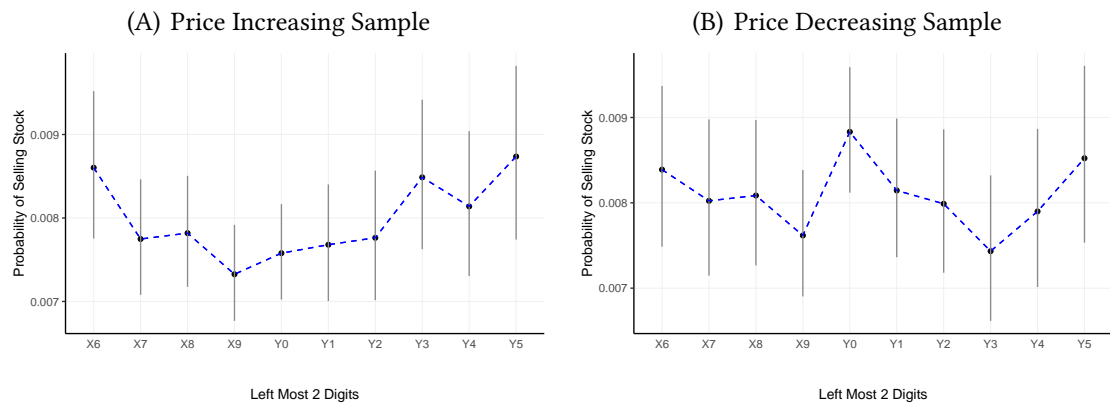 (A) Price Increasing Sample
Probability of Selling Stock
0.009
0.008
0.007
X6 X7 X8 X9 Y0 Y1 Y2 Y3 Y4 Y5
Left Most 2 Digits
(B) Price Decreasing Sample
Probability of Selling Stock
0.009
0.008
0.007
X6 X7 X8 X9 Y0 Y1 Y2 Y3 Y4 Y5
Left Most 2 Digits